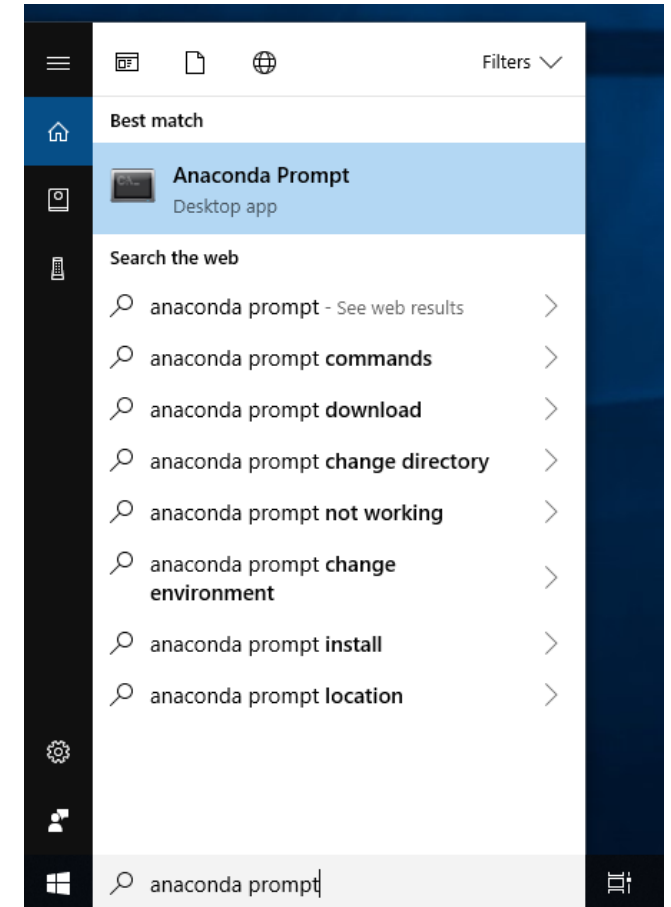 Filters
Best match
Anaconda Prompt
Desktop app
Search the web
anaconda prompt - See web results
anaconda prompt commands
anaconda prompt download
anaconda prompt change directory
anaconda prompt not working
anaconda prompt change
environment
anaconda prompt install
anaconda prompt location
anaconda prompt